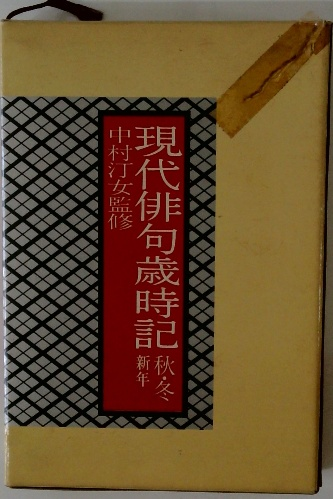 現代俳句歳時記 秋・冬
新年
中村汀女監修